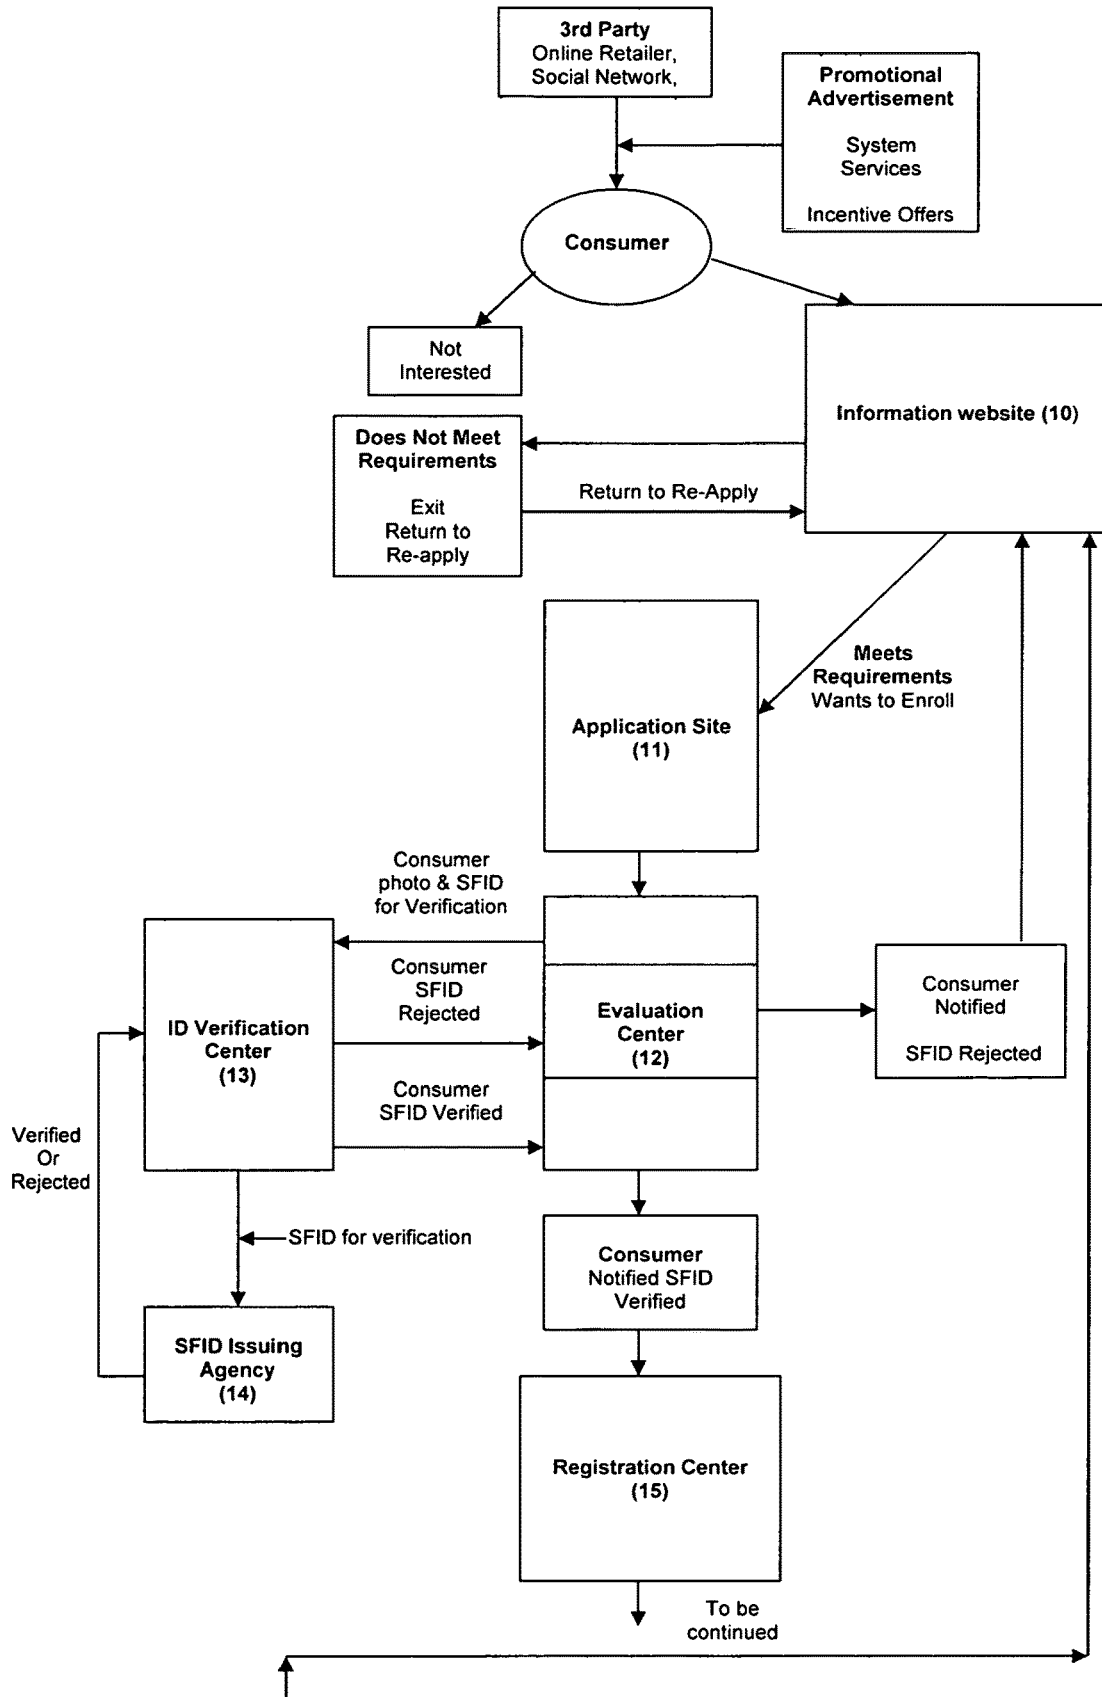 3rd Party
Online Retailer,
Social Network,
Promotional
Advertisement
System
Services
Incentive Offers
Consumer
Not
Interested
Information website (10)
Does Not Meet
Requirements
Exit
Return to
Re-apply
Return to Re-Apply
Meets
Requirements
Wants to Enroll
Application Site
(11)
Consumer
photo & SFID
for Verification
Consumer
SFID
Rejected
ID Verification
Center
(13)
Evaluation
Center
(12)
Consumer
Notified
SFID Rejected
Consumer
SFID Verified
Verified
Or
Rejected
SFID for verification
Consumer
Notified SFID
Verified
SFID Issuing
Agency
(14)
Registration Center
(15)
To be
continued